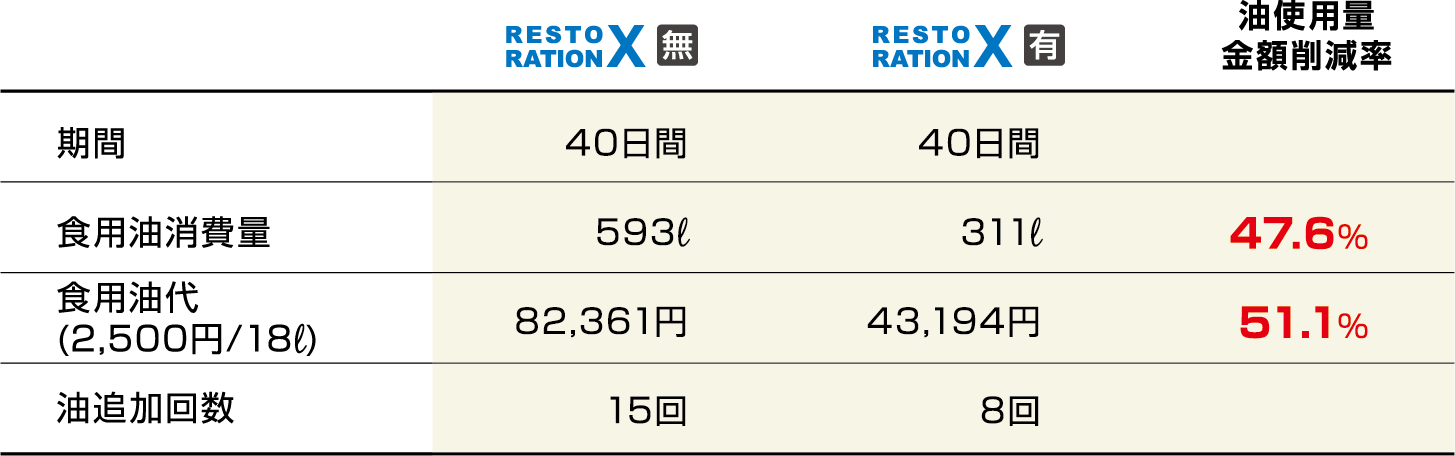 RESTO RATION X 無
RESTO RATION X 有
油使用量
金額削減率
期間 40日間 40日間
食用油消費量 593ℓ 311ℓ 47.6%
食用油代
(2,500円/18ℓ) 82,361円 43,194円 51.1%
油追加回数 15回 8回